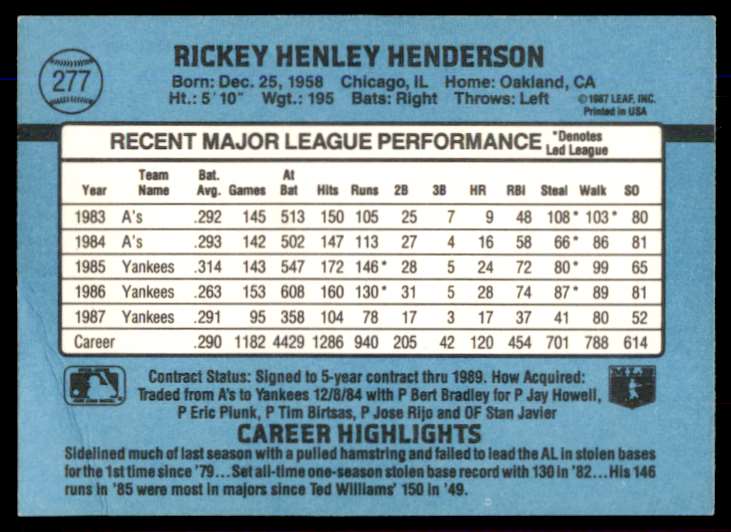 277
RICKEY HENLEY HENDERSON
Born: Dec. 25, 1958 Chicago, IL Home: Oakland, CA
Ht.: 5'10" Wgt.: 195 Bats: Right Throws: Left
©1987 LEAF, INC.
Printed in USA
RECENT MAJOR LEAGUE PERFORMANCE *Denotes Led League
Year Team Name Bat. Avg. Games At Bat Hits Runs 2B 3B HR RBI Steal Walk SO
1983 A's .292 145 513 150 105 25 7 9 48 108* 103* 80
1984 A's .293 142 502 147 113 27 4 16 58 66* 86 81
1985 Yankees .314 143 547 172 146* 28 5 24 72 80* 99 65
1986 Yankees .263 153 608 160 130* 31 5 28 74 87* 89 81
1987 Yankees .291 95 358 104 78 17 3 17 37 41 80 52
Career .290 1182 4429 1286 940 205 42 120 454 701 788 614
Contract Status: Signed to 5-year contract thru 1989. How Acquired:
Traded from A's to Yankees 12/8/84 with P Bert Bradley for P Jay Howell,
P Eric Plunk, P Tim Birtsas, P Jose Rijo and OF Stan Javier
CAREER HIGHLIGHTS
Sidelined much of last season with a pulled hamstring and failed to lead the AL in stolen bases
for the 1st time since '79...Set all-time one-season stolen base record with 130 in '82...His 146
runs in '85 were most in majors since Ted Williams' 150 in '49.